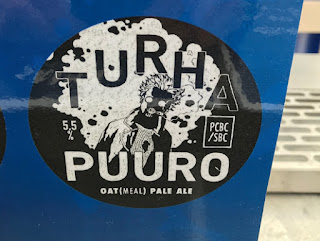 TURHA
5,5
%
PCBC
/SBC
PUURO
OAT(MEAL) PALE ALE